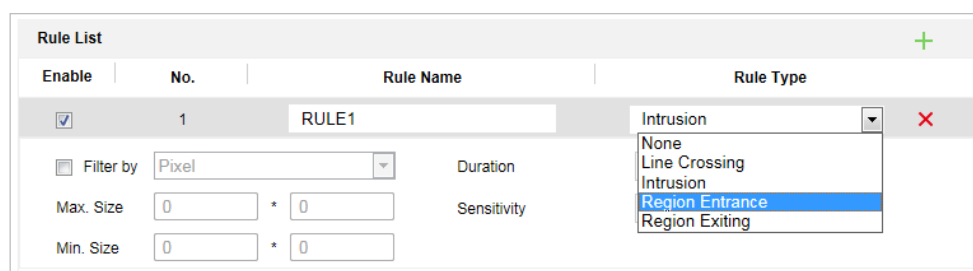 Rule List
Enable No. Rule Name Rule Type
1 RULE1 Intrusion
None
Filter by Pixel Duration Line Crossing
Intrusion
Max. Size 0 * 0 Sensitivity Region Entrance
Region Exiting
Min. Size 0 * 0